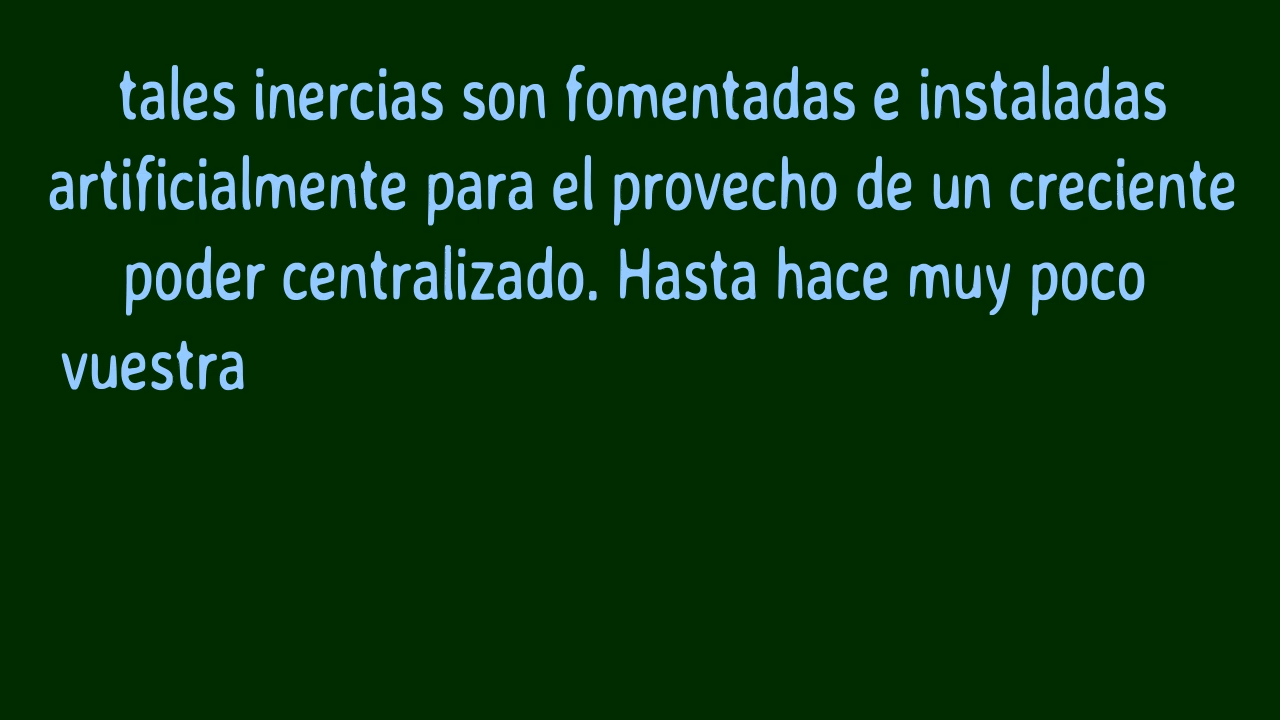 tales inercias son fomentadas e instaladas
artificialmente para el provecho de un creciente
poder centralizado. Hasta hace muy poco
vuestra